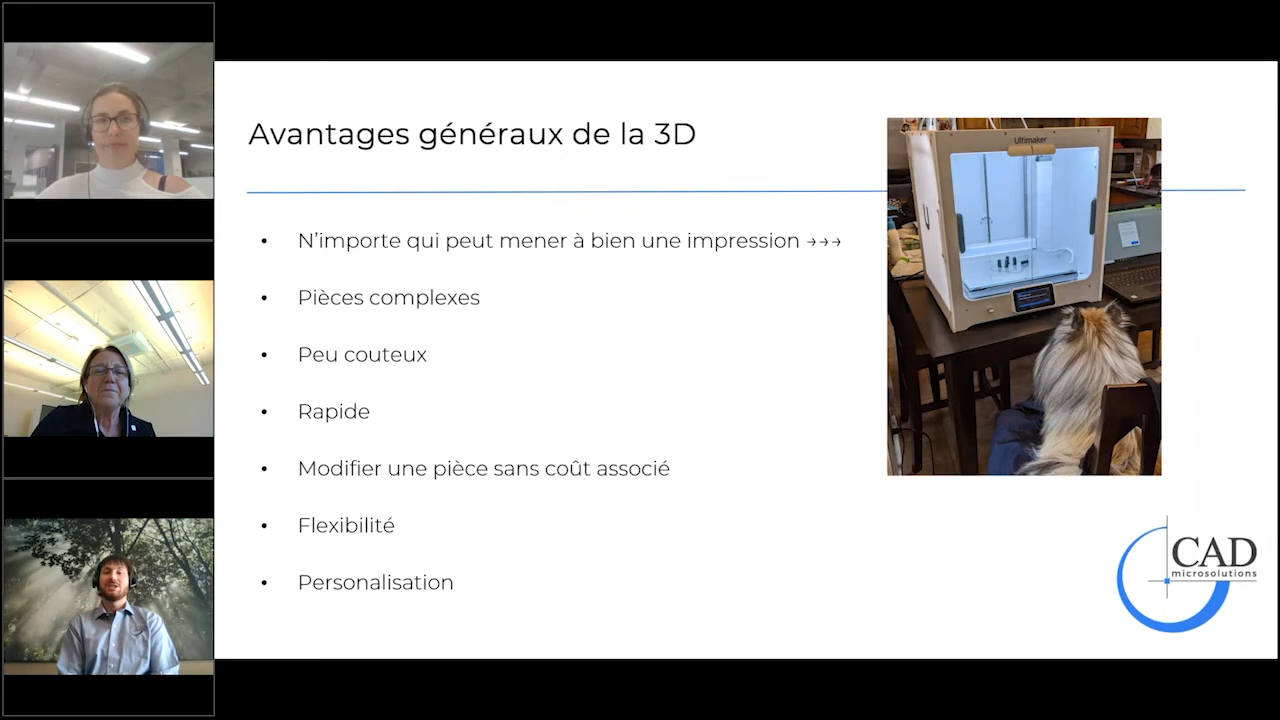 Avantages généraux de la 3D
• N’importe qui peut mener à bien une impression →→→
• Pièces complexes
• Peu couteux
• Rapide
• Modifier une pièce sans coût associé
• Flexibilité
• Personalisation
Ultimaker
CAD
microsolutions